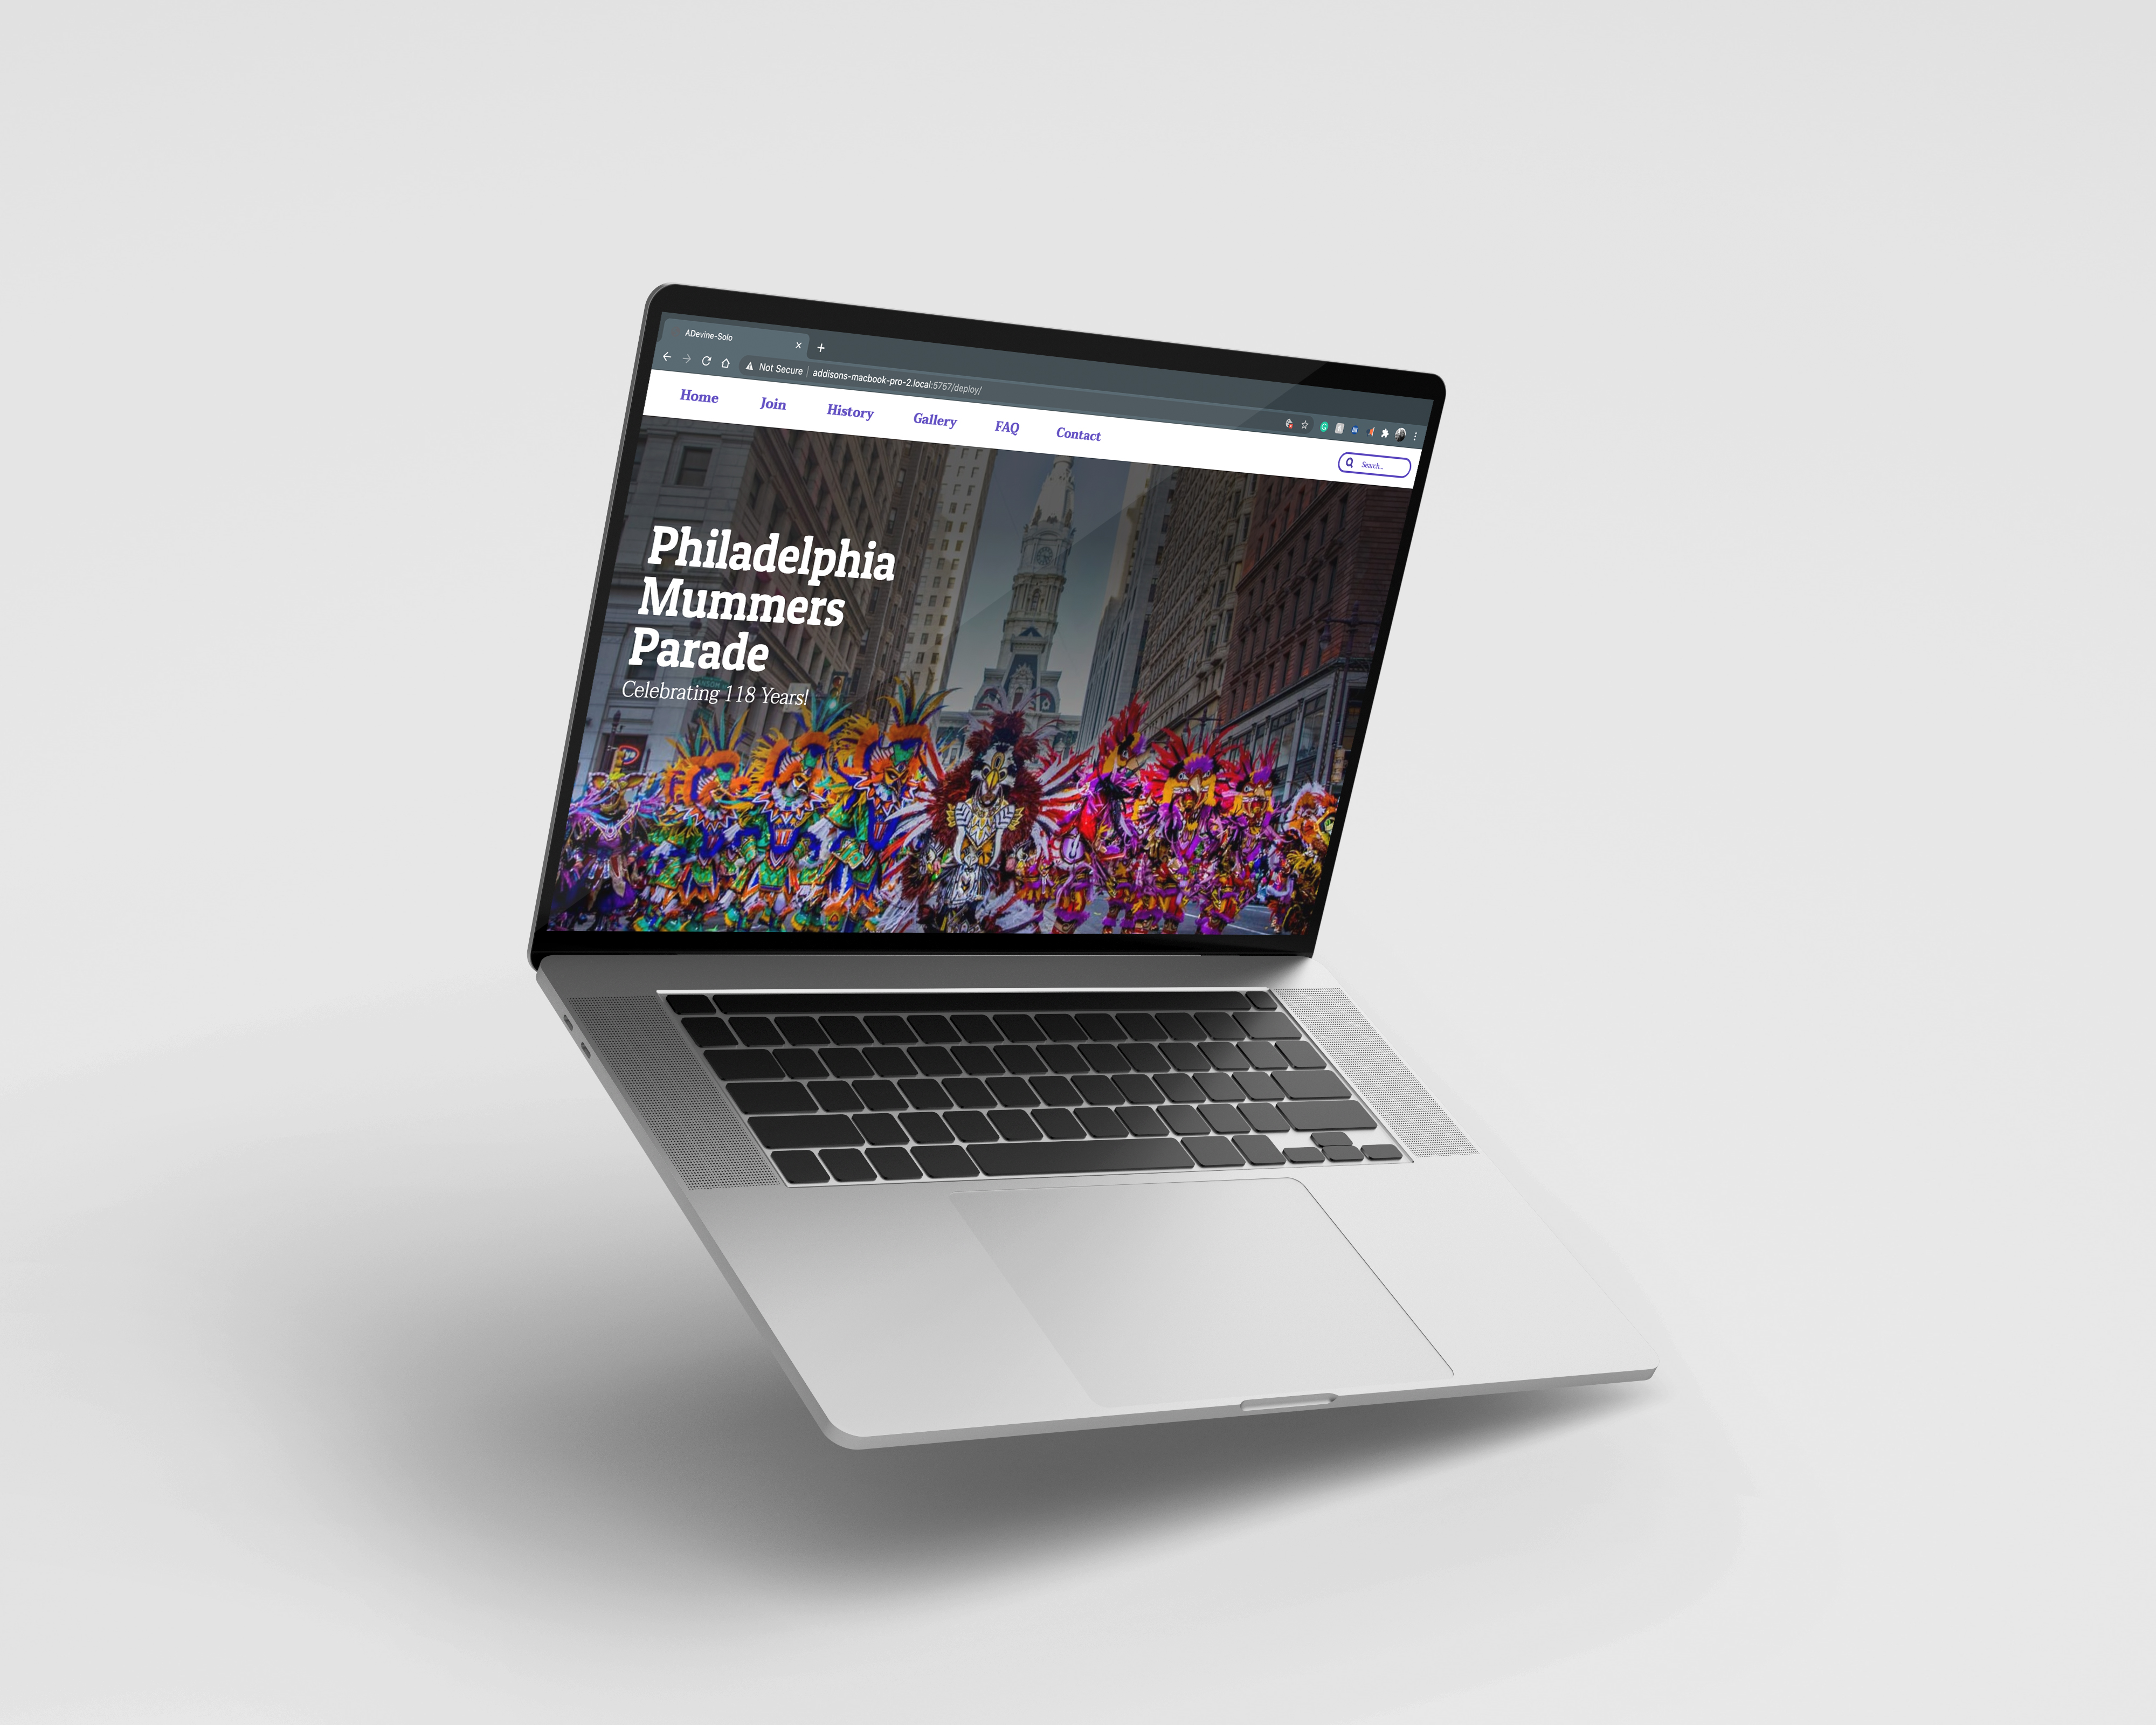 ADevine-Solo
Not Secure | addisons-macbook-pro-2.local:5757/deploy/
Home Join History Gallery FAQ Contact
Search...
Philadelphia
Mummers
Parade
Celebrating 118 Years!